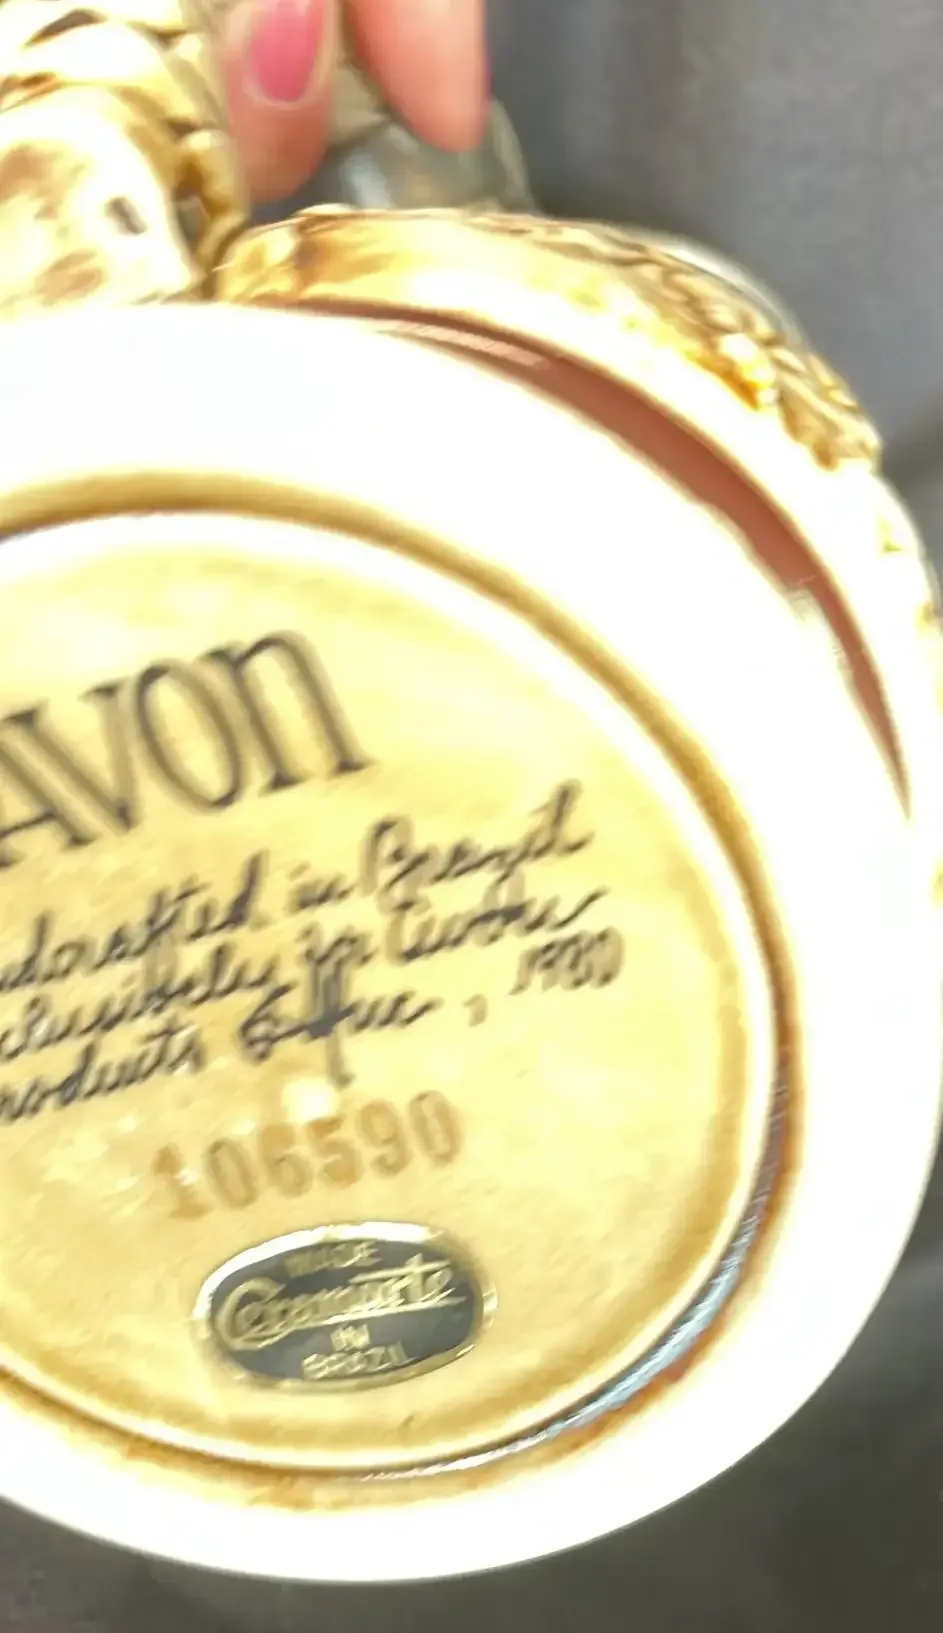 AVON
ndcrafted in Brazil
clusively for Avon
roducts Inc., 1980
106590
MADE
Ceramarte
IN
BRAZIL